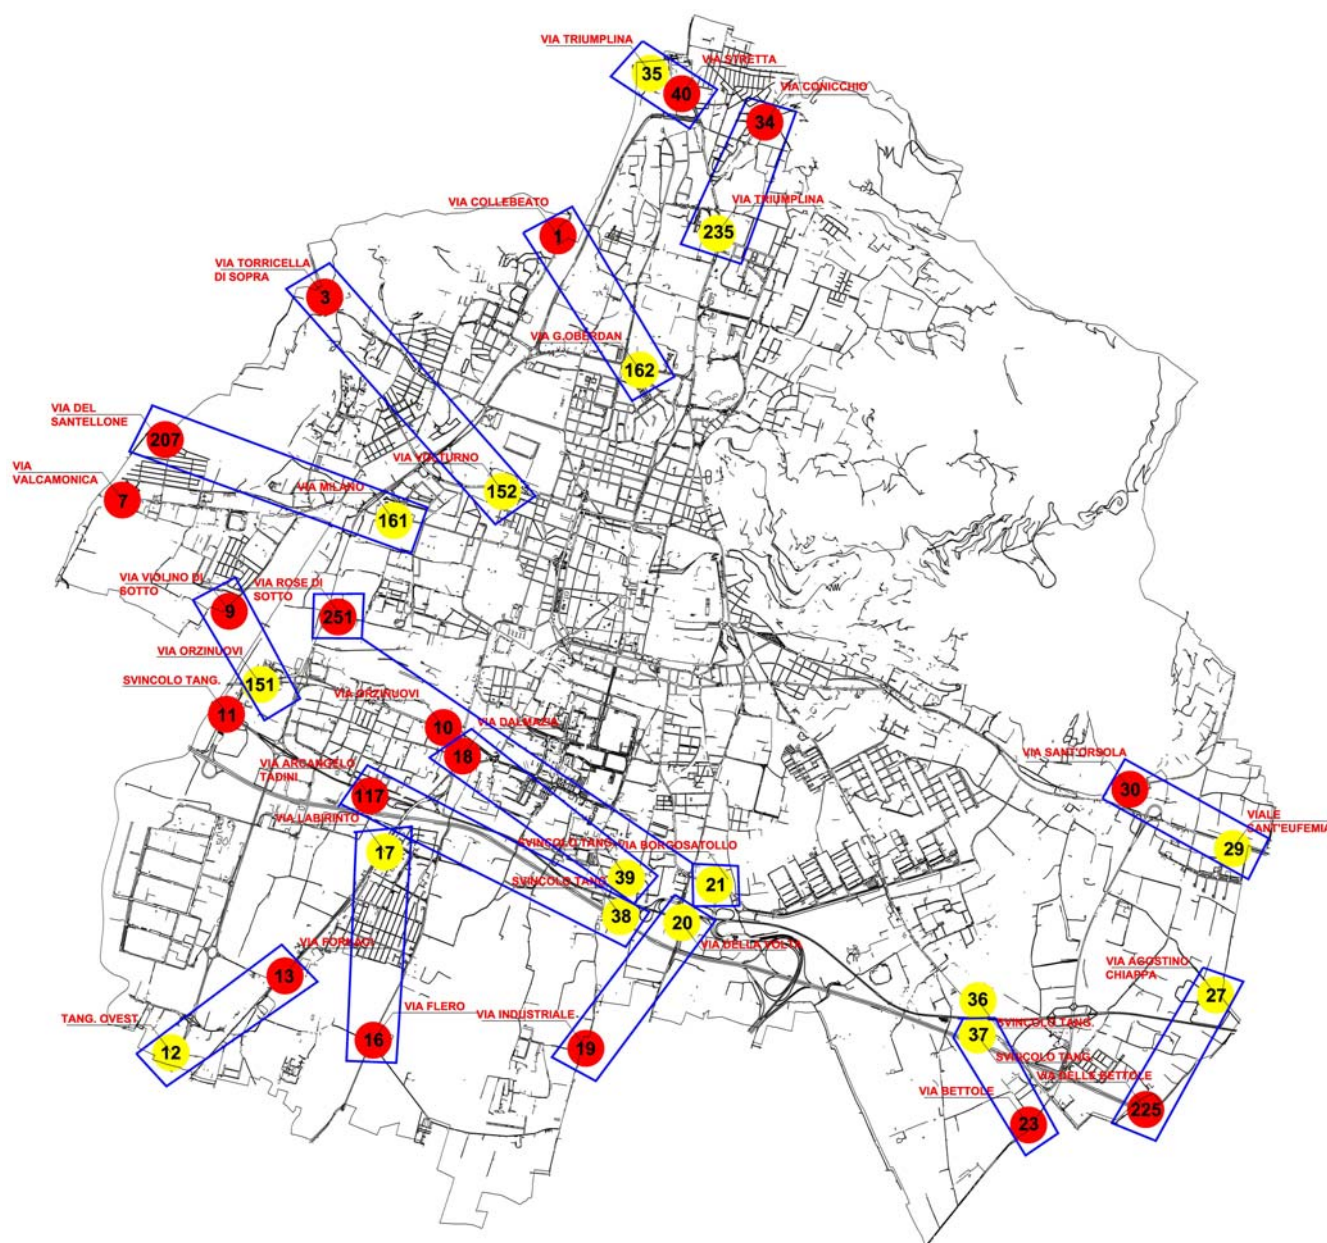 VIA TRIUMPLINA
35
VIA STRETTA
40
VIA CONICCHIO
34
VIA COLLEBEATO
1
VIA TRIUMPLINA
235
VIA TORRICELLA
DI SOPRA
3
VIA G.OBERDAN
162
VIA DEL
SANTELLONE
207
VIA
VALCAMONICA
7
VIA VOLTURNO
152
VIA MILANO
161
VIA VIOLINO DI
SOTTO
9
VIA ROSE DI
SOTTO
251
VIA ORZINUOVI
151
SVINCOLO TANG.
11
VIA ORZINUOVI
10
VIA DALMAZIA
18
VIA ARCANGELO
TADINI
117
VIA LABIRINTO
17
VIA SANT'ORSOLA
30
VIALE
SANT'EUFEMIA
29
SVINCOLO TANG.
VIA BORGOSATOLLO
39
21
SVINCOLO TANG.
38
20
VIA DELLA VOLTA
VIA FORNACI
13
TANG. OVEST
12
VIA FLERO
16
VIA INDUSTRIALE.
19
VIA AGOSTINO
CHIAPPA
27
36
SVINCOLO TANG.
37
SVINCOLO TANG.
VIA DELLE BETTOLE
VIA BETTOLE
23
225